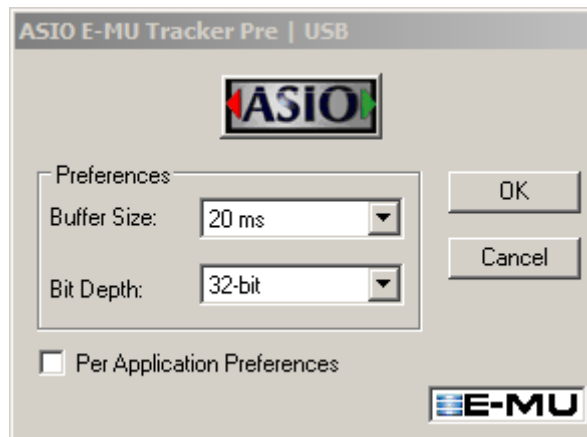 ASIO E-MU Tracker Pre | USB
ASIO
Preferences
Buffer Size: 20 ms
OK
Bit Depth: 32-bit
Cancel
Per Application Preferences
E-MU